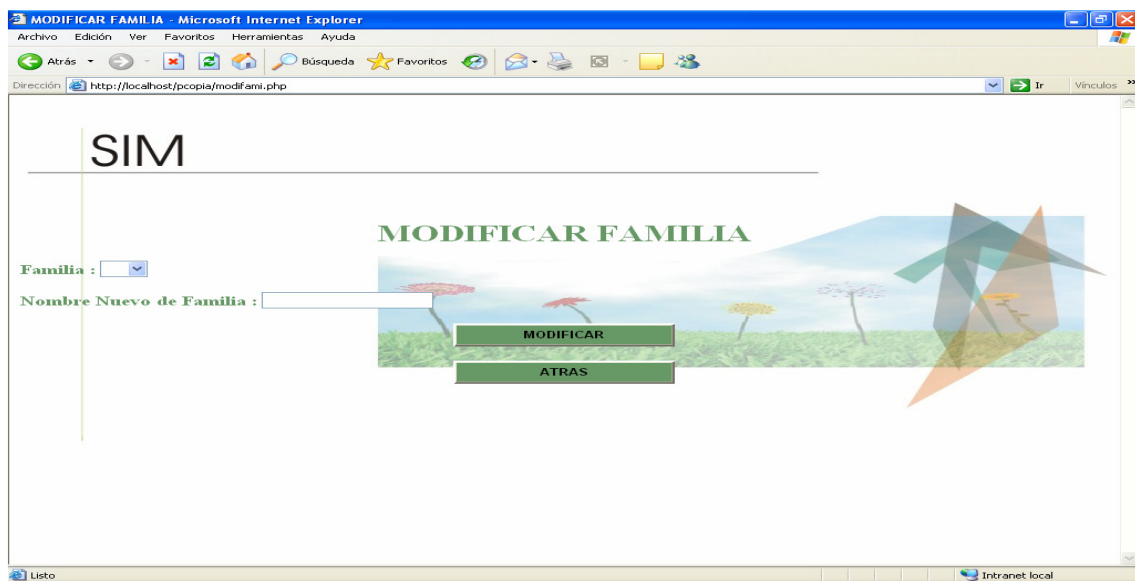 MODIFICAR FAMILIA - Microsoft Internet Explorer
Archivo Edición Ver Favoritos Herramientas Ayuda
Atrás Búsqueda Favoritos
Dirección http://localhost/pcopia/modifami.php Ir Vínculos »
SIM
MODIFICAR FAMILIA
Familia :
Nombre Nuevo de Familia :
MODIFICAR
ATRAS
Listo Intranet local